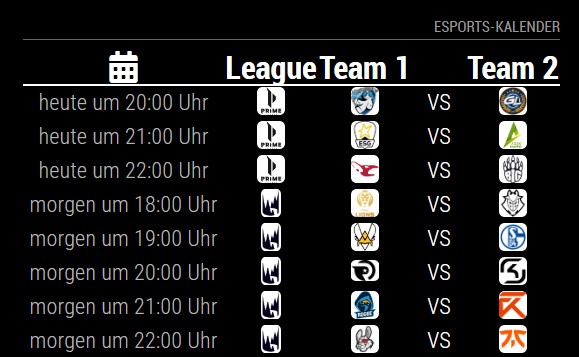 ESPORTS-KALENDER
League Team 1 Team 2
heute um 20:00 Uhr PRIME VS
heute um 21:00 Uhr PRIME ESG VS
heute um 22:00 Uhr PRIME VS
morgen um 18:00 Uhr LIONS VS
morgen um 19:00 Uhr VS
morgen um 20:00 Uhr VS SK
morgen um 21:00 Uhr ROGUE VS
morgen um 22:00 Uhr VS